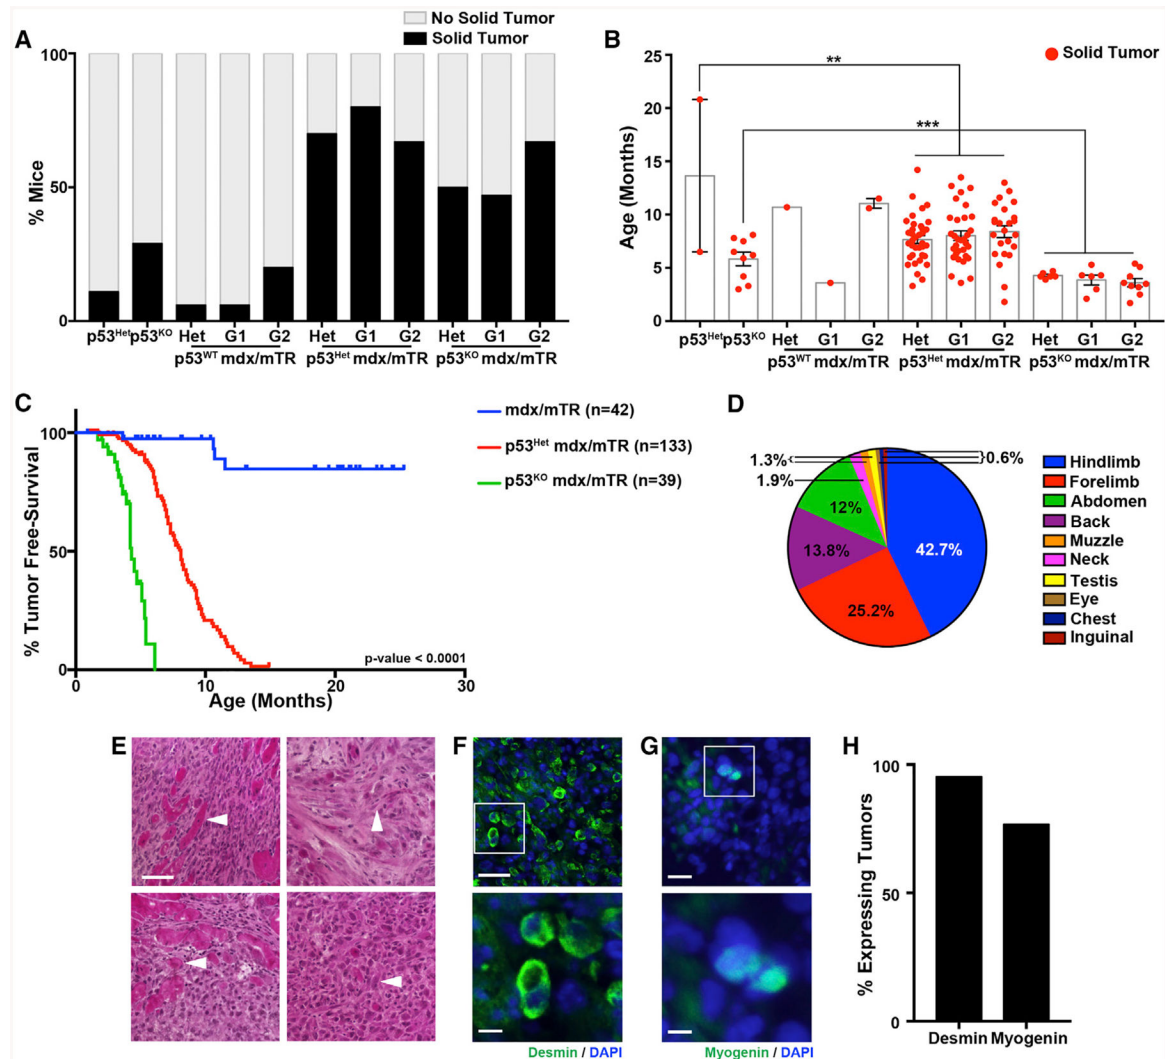 A
No Solid Tumor
Solid Tumor
% Mice
100
50
0
p53Het p53KO Het G1 G2 Het G1 G2 Het G1 G2
p53WT mdx/mTR p53Het mdx/mTR p53KO mdx/mTR
B
Solid Tumor
**
***
Age (Months)
25
20
15
10
5
0
p53Het p53KO Het G1 G2 Het G1 G2 Het G1 G2
p53WT mdx/mTR p53Het mdx/mTR p53KO mdx/mTR
C
% Tumor Free-Survival
100
50
0
0 10 20 30
Age (Months)
p-value < 0.0001
mdx/mTR (n=42)
p53Het mdx/mTR (n=133)
p53KO mdx/mTR (n=39)
D
1.3%
0.6%
1.9%
12%
13.8%
42.7%
25.2%
Hindlimb
Forelimb
Abdomen
Back
Muzzle
Neck
Testis
Eye
Chest
Inguinal
E
F
Desmin / DAPI
G
Myogenin / DAPI
H
% Expressing Tumors
100
50
0
Desmin Myogenin